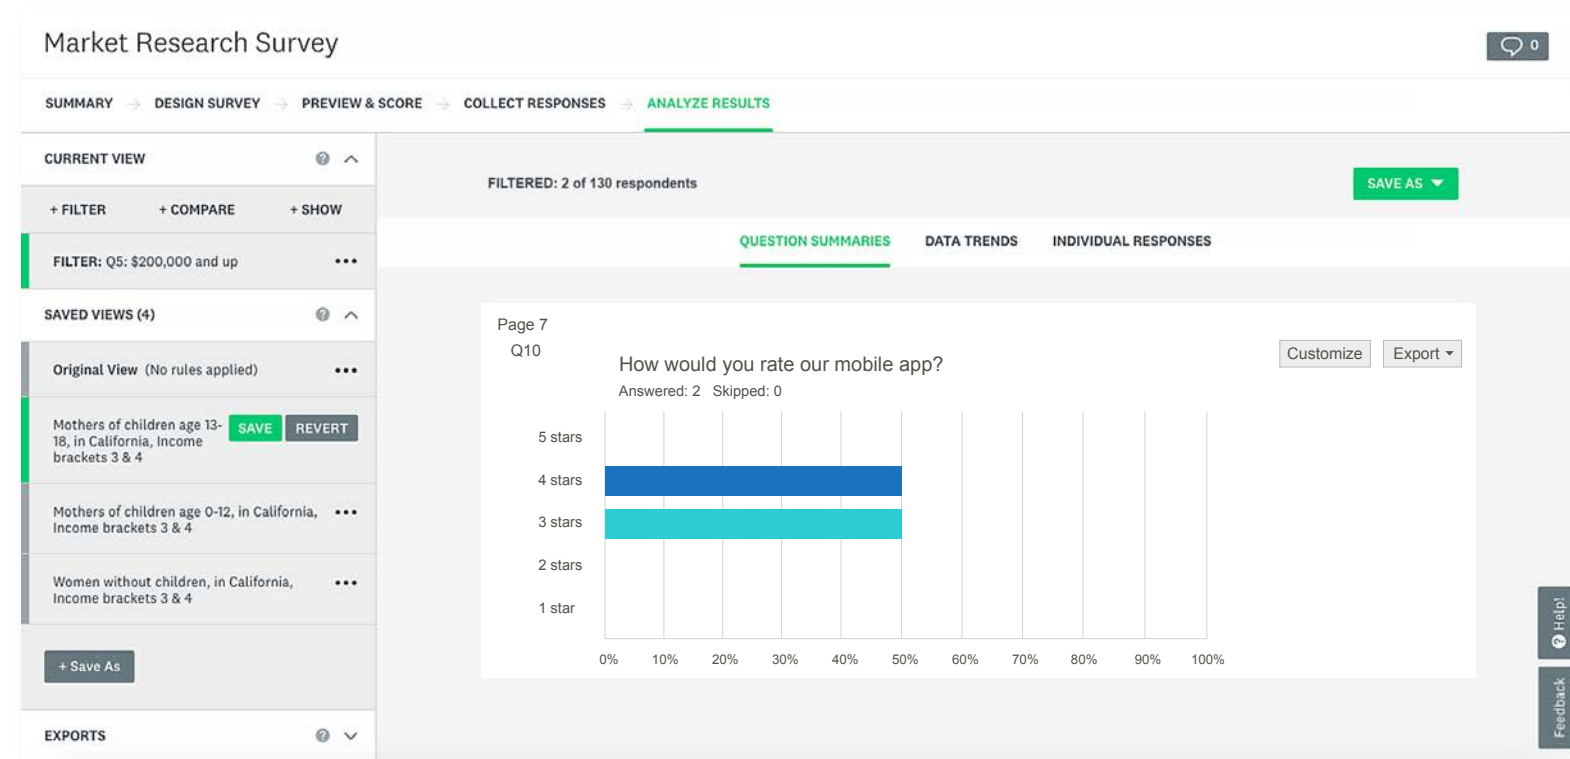 Market Research Survey
0
SUMMARY → DESIGN SURVEY → PREVIEW & SCORE → COLLECT RESPONSES → ANALYZE RESULTS
CURRENT VIEW ?
+ FILTER + COMPARE + SHOW
FILTER: Q5: $200,000 and up •••
SAVED VIEWS (4) ?
Original View (No rules applied) •••
Mothers of children age 13-
18, in California, Income
brackets 3 & 4
SAVE REVERT
Mothers of children age 0-12, in California, •••
Income brackets 3 & 4
Women without children, in California, •••
Income brackets 3 & 4
+ Save As
EXPORTS ?
FILTERED: 2 of 130 respondents
SAVE AS
QUESTION SUMMARIES DATA TRENDS INDIVIDUAL RESPONSES
Page 7
Q10
How would you rate our mobile app?
Customize Export
Answered: 2 Skipped: 0
5 stars
4 stars
3 stars
2 stars
1 star
0% 10% 20% 30% 40% 50% 60% 70% 80% 90% 100%
? Help!
Feedback